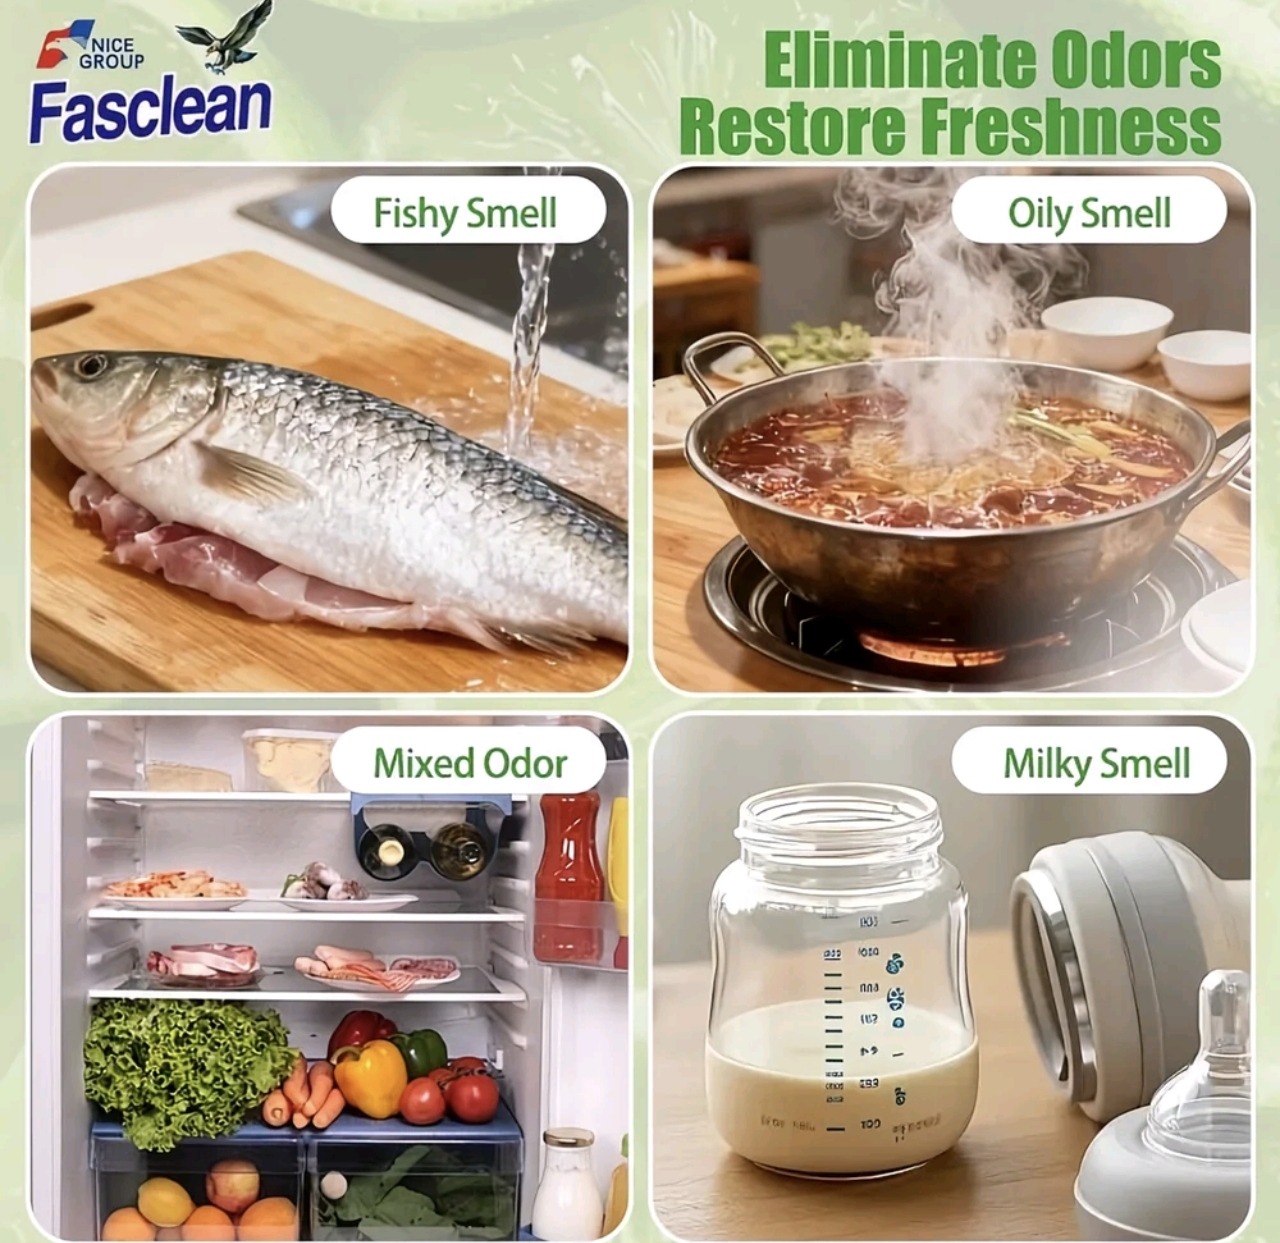 NICE
GROUP
Fasclean
Eliminate Odors
Restore Freshness
Fishy Smell
Oily Smell
Mixed Odor
Milky Smell